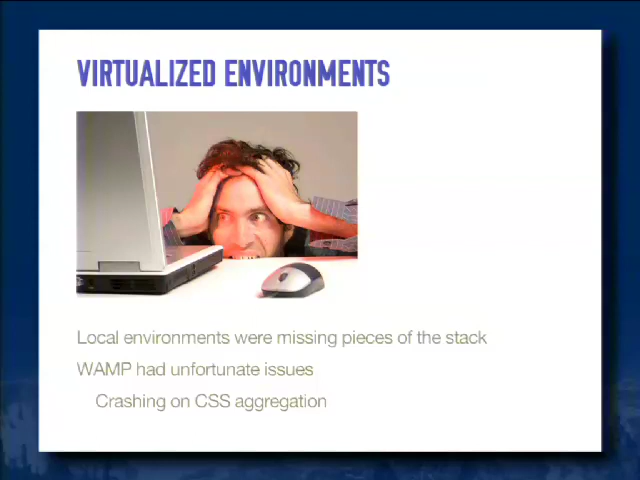 VIRTUALIZED ENVIRONMENTS
Local environments were missing pieces of the stack
WAMP had unfortunate issues
Crashing on CSS aggregation